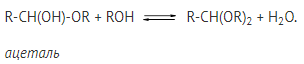 R-CH(OH)-OR + ROH ⇌ R-CH(OR)₂ + H₂O.
ацеталь